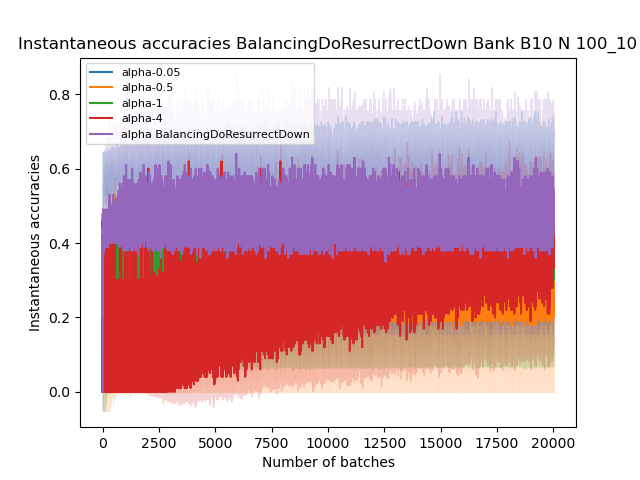 Instantaneous accuracies BalancingDoResurrectDown Bank B10 N 100_10
alpha-0.05
alpha-0.5
alpha-1
alpha-4
alpha BalancingDoResurrectDown
Instantaneous accuracies
0.8
0.6
0.4
0.2
0.0
0 2500 5000 7500 10000 12500 15000 17500 20000
Number of batches